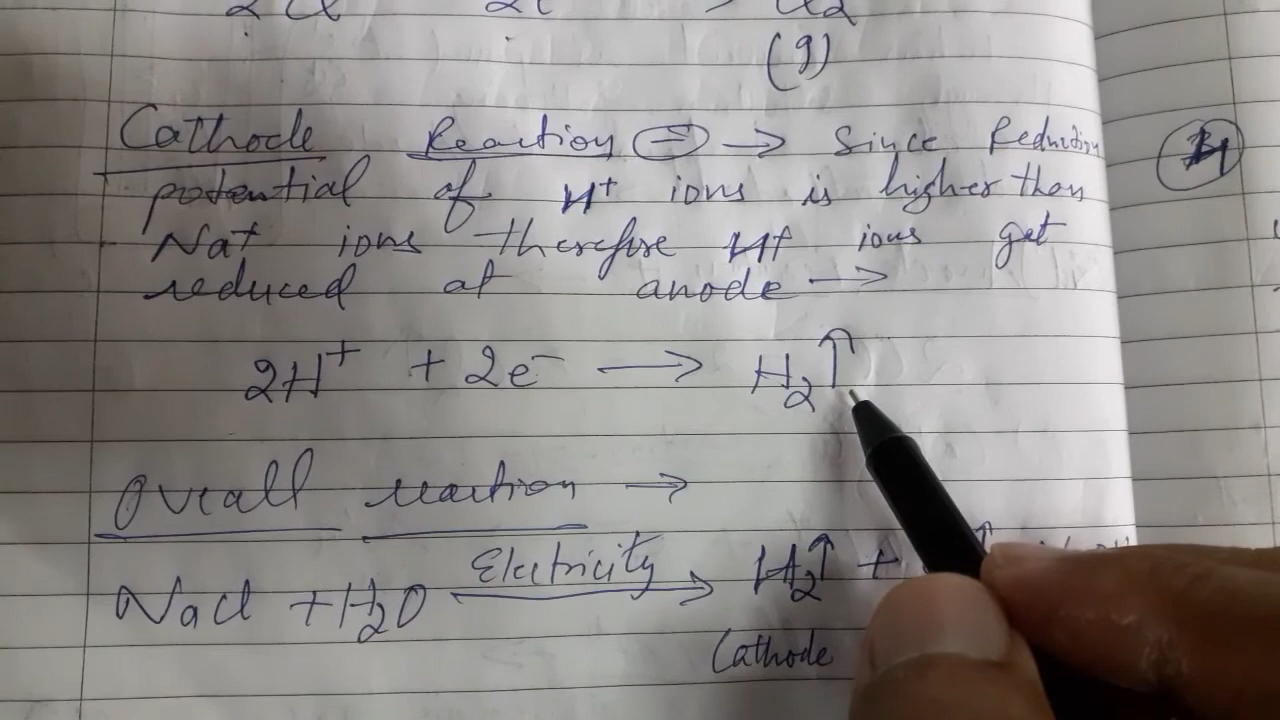 (g)
Cathode Reaction (=) → Since Reduction
potential of H+ ions is higher than
Na+ ions therefore H+ ions get
reduced at anode →
2H+ + 2e- → H2↑
Overall reaction →
Electricity
NaCl + H2O → H2↑ +
Cathode